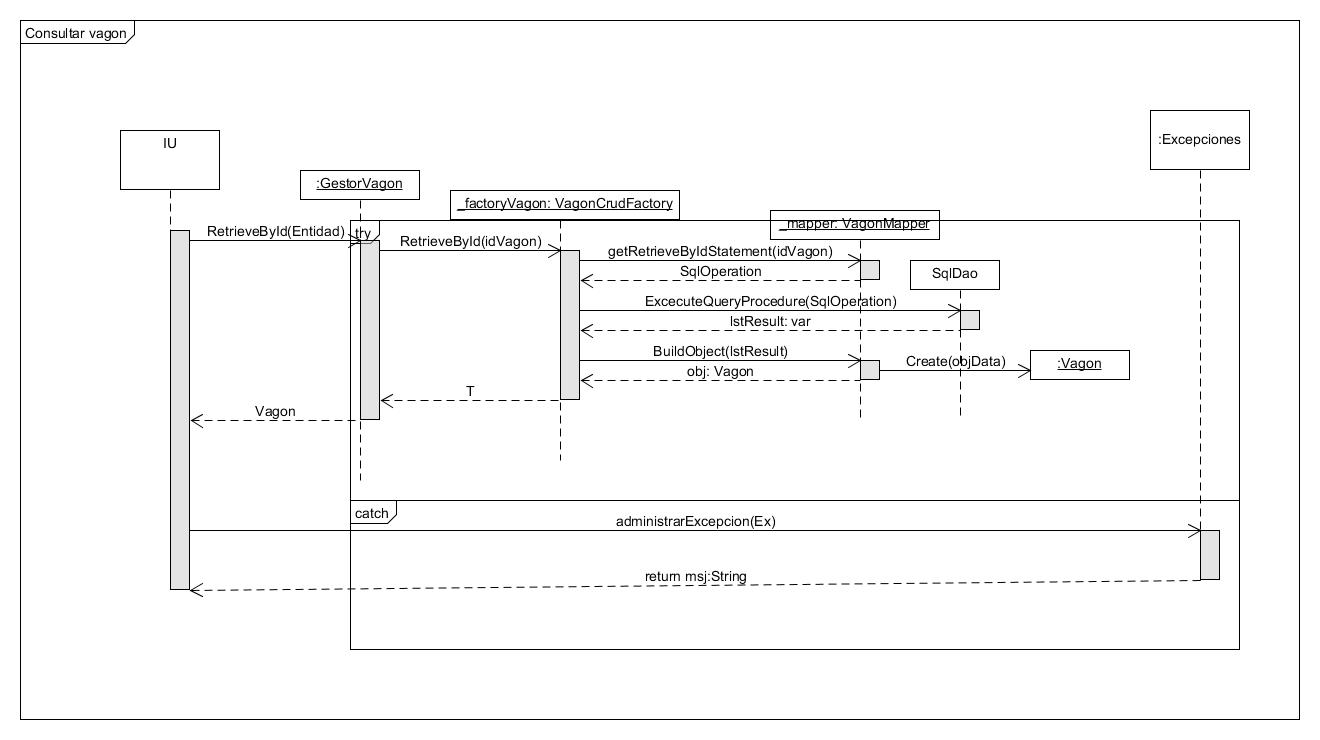 Consultar vagon
:Excepciones
IU
:GestorVagon
_factoryVagon: VagonCrudFactory
_mapper: VagonMapper
try
RetrieveById(Entidad)
RetrieveById(idVagon)
getRetrieveByIdStatement(idVagon)
SqlOperation
SqlDao
ExcecuteQueryProcedure(SqlOperation)
lstResult: var
BuildObject(lstResult)
Create(objData)
:Vagon
obj: Vagon
T
Vagon
catch
administrarExcepcion(Ex)
return msj:String